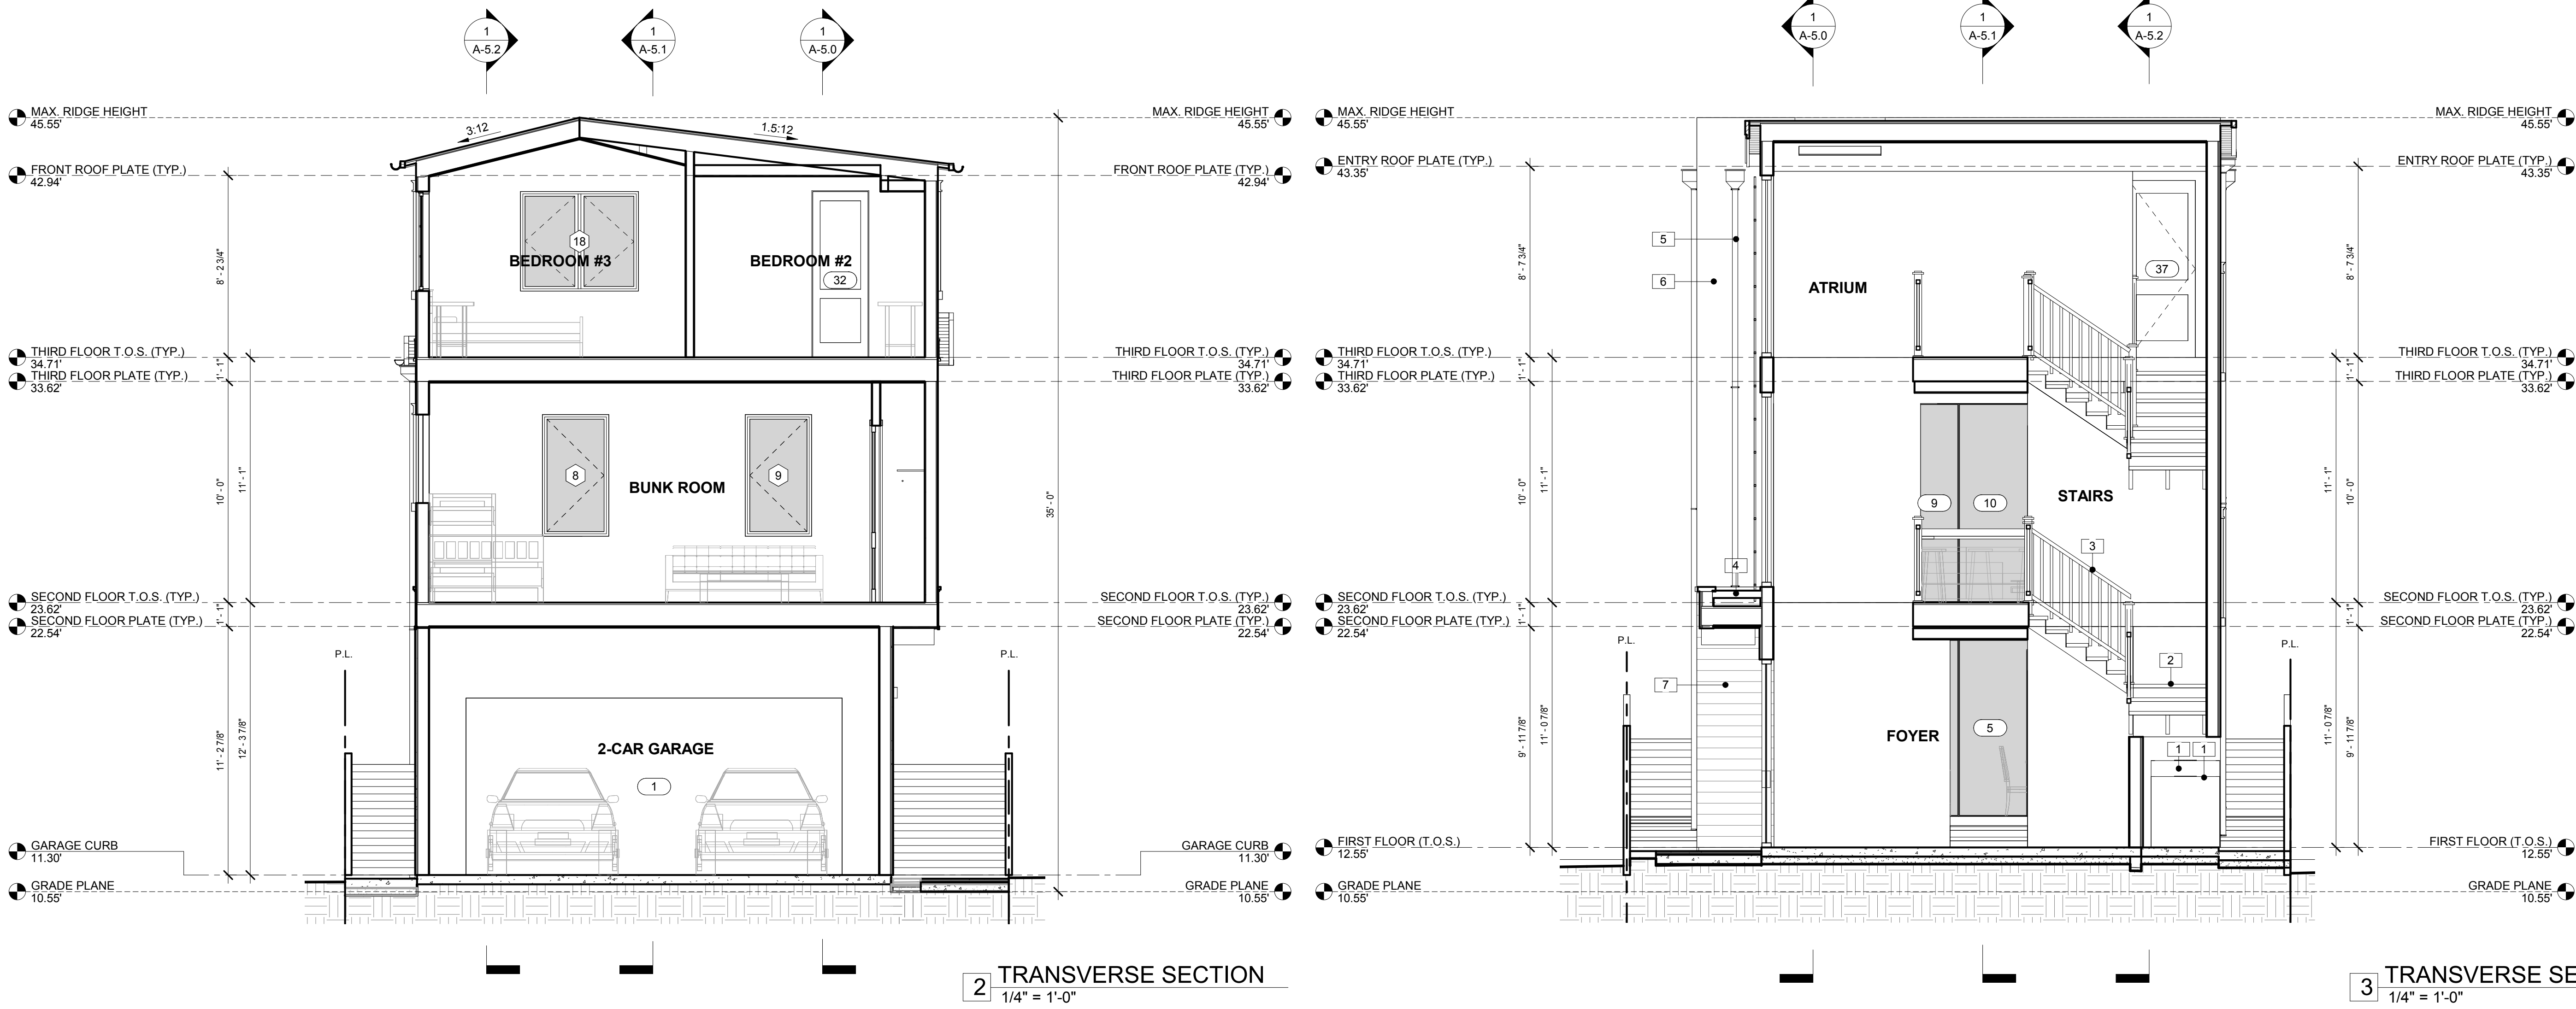 1
A-5.2
1
A-5.1
1
A-5.0
1
A-5.0
1
A-5.1
1
A-5.2
MAX. RIDGE HEIGHT
45.55'
FRONT ROOF PLATE (TYP.)
42.94'
THIRD FLOOR T.O.S. (TYP.)
34.71'
THIRD FLOOR PLATE (TYP.)
33.62'
SECOND FLOOR T.O.S. (TYP.)
23.62'
SECOND FLOOR PLATE (TYP.)
22.54'
GARAGE CURB
11.30'
GRADE PLANE
10.55'
8' - 2 3/4"
1' - 1"
10' - 0"
11' - 1"
1' - 1"
11' - 2 7/8"
12' - 3 7/8"
P.L.
3:12
1.5:12
18
BEDROOM #3
BEDROOM #2
32
8
9
BUNK ROOM
2-CAR GARAGE
1
P.L.
35' - 0"
MAX. RIDGE HEIGHT
45.55'
FRONT ROOF PLATE (TYP.)
42.94'
THIRD FLOOR T.O.S. (TYP.)
34.71'
THIRD FLOOR PLATE (TYP.)
33.62'
SECOND FLOOR T.O.S. (TYP.)
23.62'
SECOND FLOOR PLATE (TYP.)
22.54'
GARAGE CURB
11.30'
GRADE PLANE
10.55'
2 TRANSVERSE SECTION
1/4" = 1'-0"
MAX. RIDGE HEIGHT
45.55'
ENTRY ROOF PLATE (TYP.)
43.35'
THIRD FLOOR T.O.S. (TYP.)
34.71'
THIRD FLOOR PLATE (TYP.)
33.62'
SECOND FLOOR T.O.S. (TYP.)
23.62'
SECOND FLOOR PLATE (TYP.)
22.54'
FIRST FLOOR (T.O.S.)
12.55'
GRADE PLANE
10.55'
8' - 7 3/4"
1' - 1"
10' - 0"
11' - 1"
1' - 1"
9' - 11 7/8"
11' - 0 7/8"
P.L.
5
6
ATRIUM
37
9
10
STAIRS
3
4
2
7
FOYER
5
1
1
P.L.
8' - 7 3/4"
1' - 1"
11' - 1"
10' - 0"
1' - 1"
11' - 0 7/8"
9' - 11 7/8"
MAX. RIDGE HEIGHT
45.55'
ENTRY ROOF PLATE (TYP.)
43.35'
THIRD FLOOR T.O.S. (TYP.)
34.71'
THIRD FLOOR PLATE (TYP.)
33.62'
SECOND FLOOR T.O.S. (TYP.)
23.62'
SECOND FLOOR PLATE (TYP.)
22.54'
FIRST FLOOR (T.O.S.)
12.55'
GRADE PLANE
10.55'
3 TRANSVERSE SE
1/4" = 1'-0"